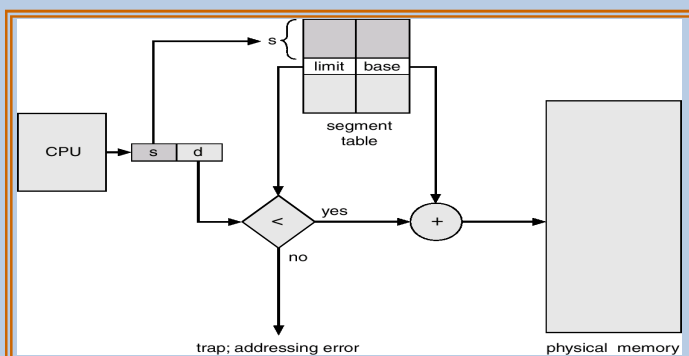 s
limit base
segment
table
CPU
s d
<
yes
+
no
trap; addressing error
physical memory